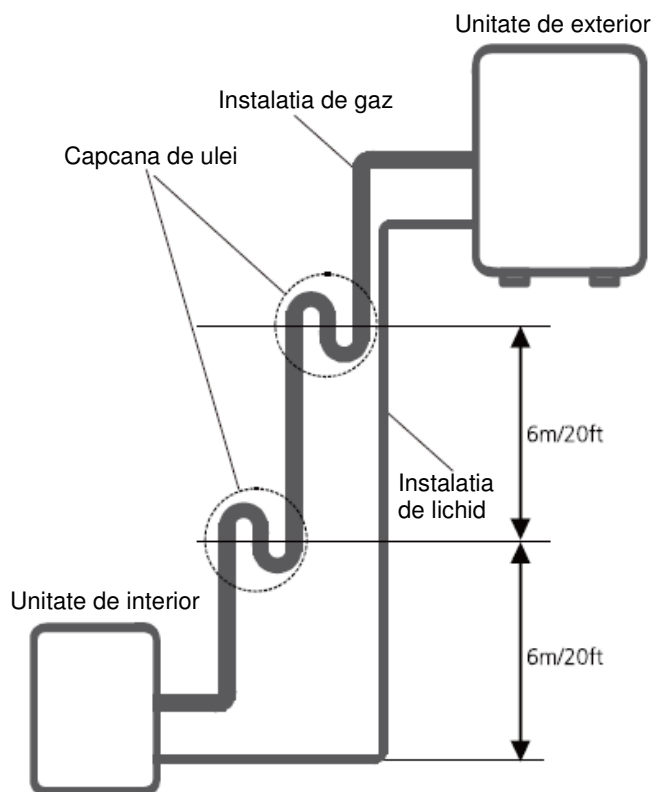 Unitate de exterior
Instalatia de gaz
Capcana de ulei
6m/20ft
Instalatia
de lichid
Unitate de interior
6m/20ft